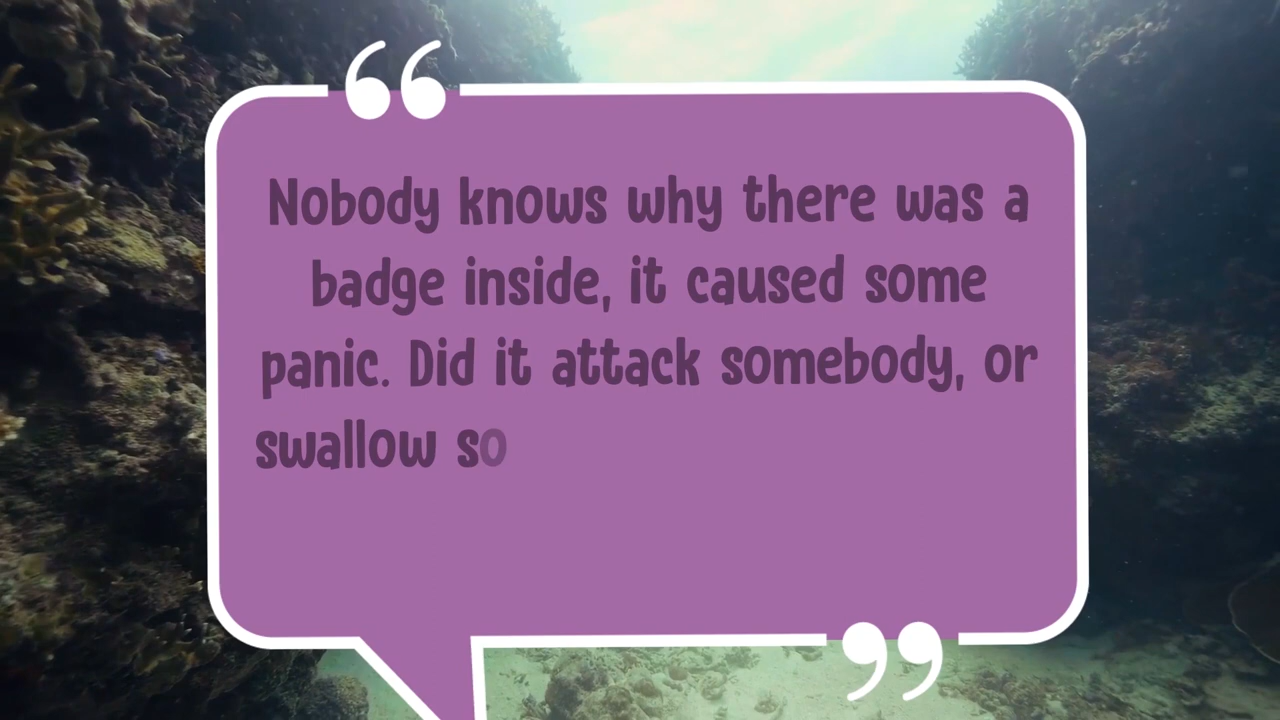 Nobody knows why there was a
badge inside, it caused some
panic. Did it attack somebody, or
swallow so